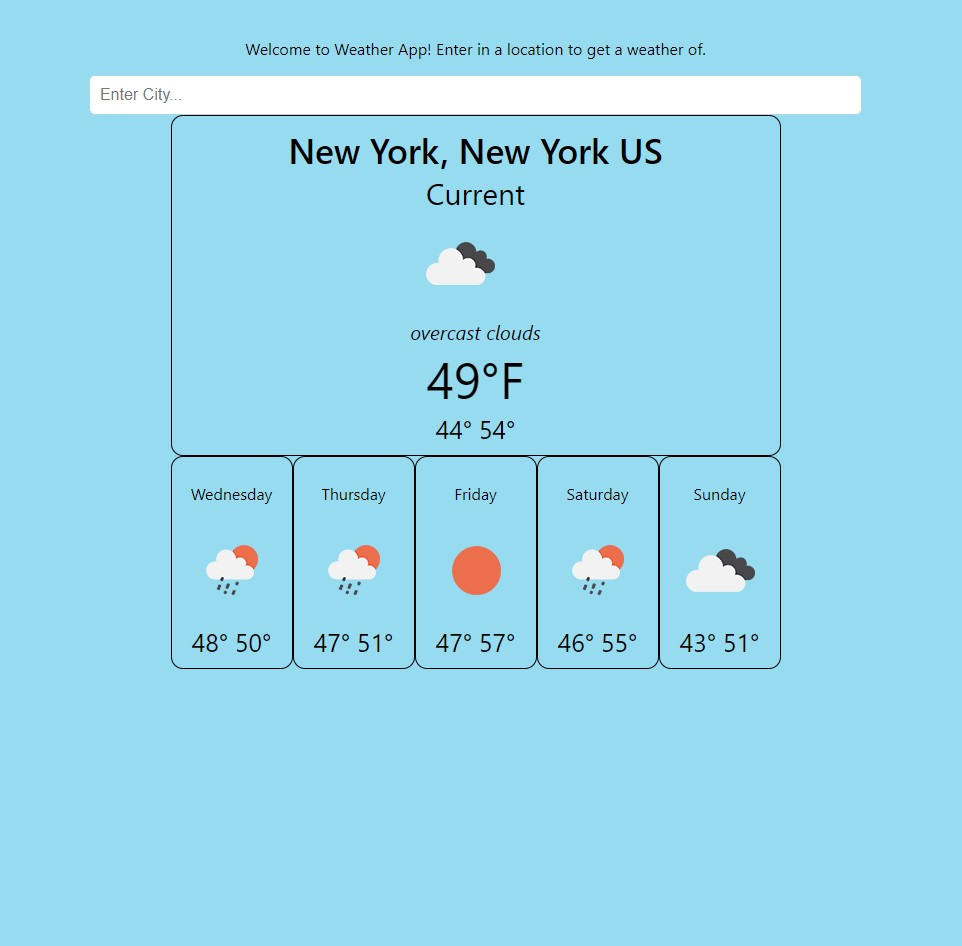 Welcome to Weather App! Enter in a location to get a weather of.
Enter City...
New York, New York US
Current
overcast clouds
49°F
44° 54°
Wednesday Thursday Friday Saturday Sunday
48° 50° 47° 51° 47° 57° 46° 55° 43° 51°